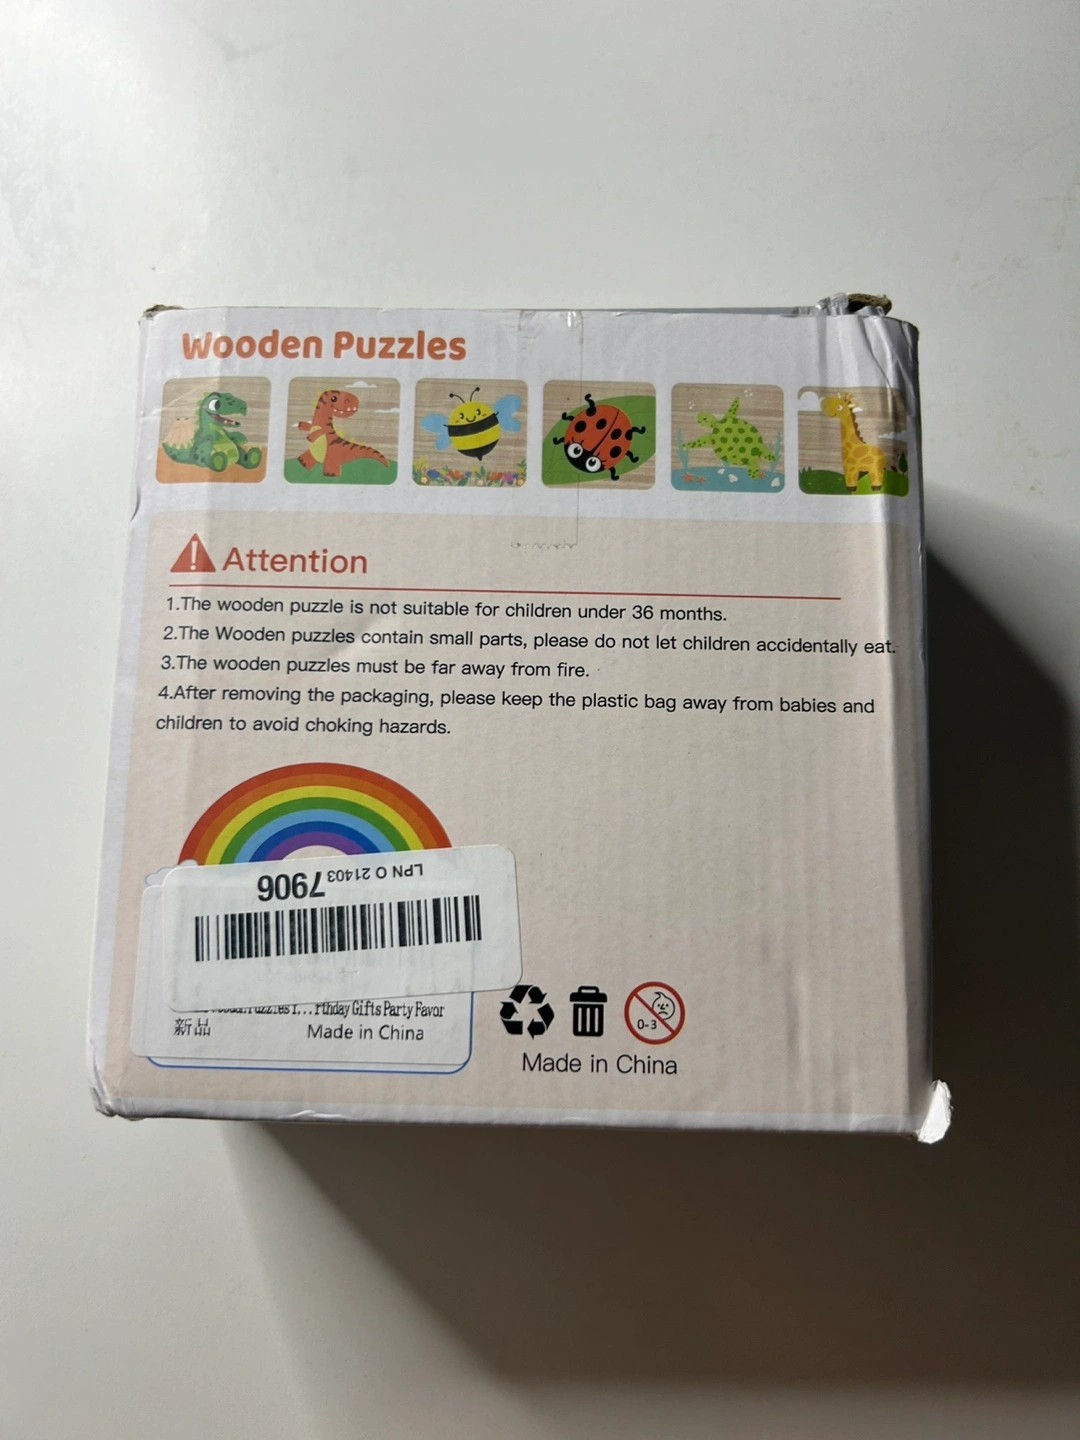 Wooden Puzzles
Attention
1.The wooden puzzle is not suitable for children under 36 months.
2.The Wooden puzzles contain small parts, please do not let children accidentally eat.
3.The wooden puzzles must be far away from fire.
4.After removing the packaging, please keep the plastic bag away from babies and
children to avoid choking hazards.
LPN O 21403 7906
Puzzles f...rthday Gifts Party Favor
新品
Made in China
0-3
Made in China